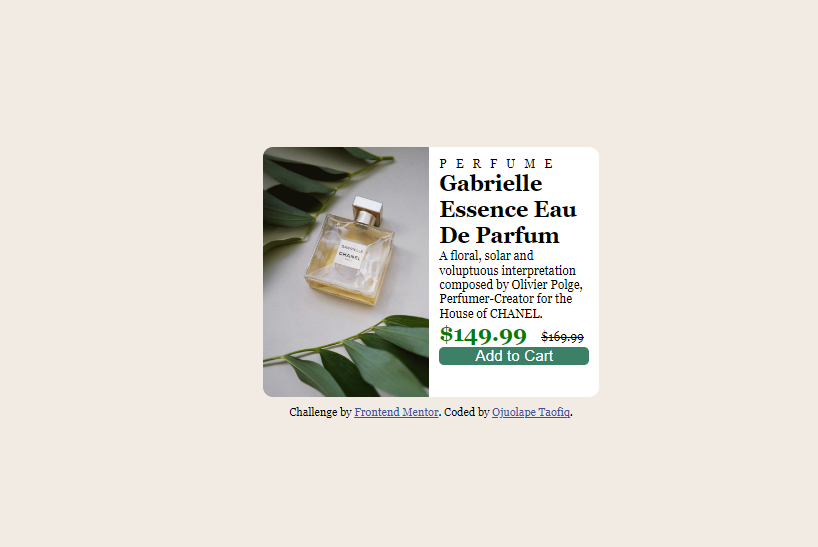 GABRIELLE
CHANEL
P E R F U M E
Gabrielle
Essence Eau
De Parfum
A floral, solar and
voluptuous interpretation
composed by Olivier Polge,
Perfumer-Creator for the
House of CHANEL.
$149.99 $169.99
Add to Cart
Challenge by Frontend Mentor. Coded by Ojuolape Taofiq.